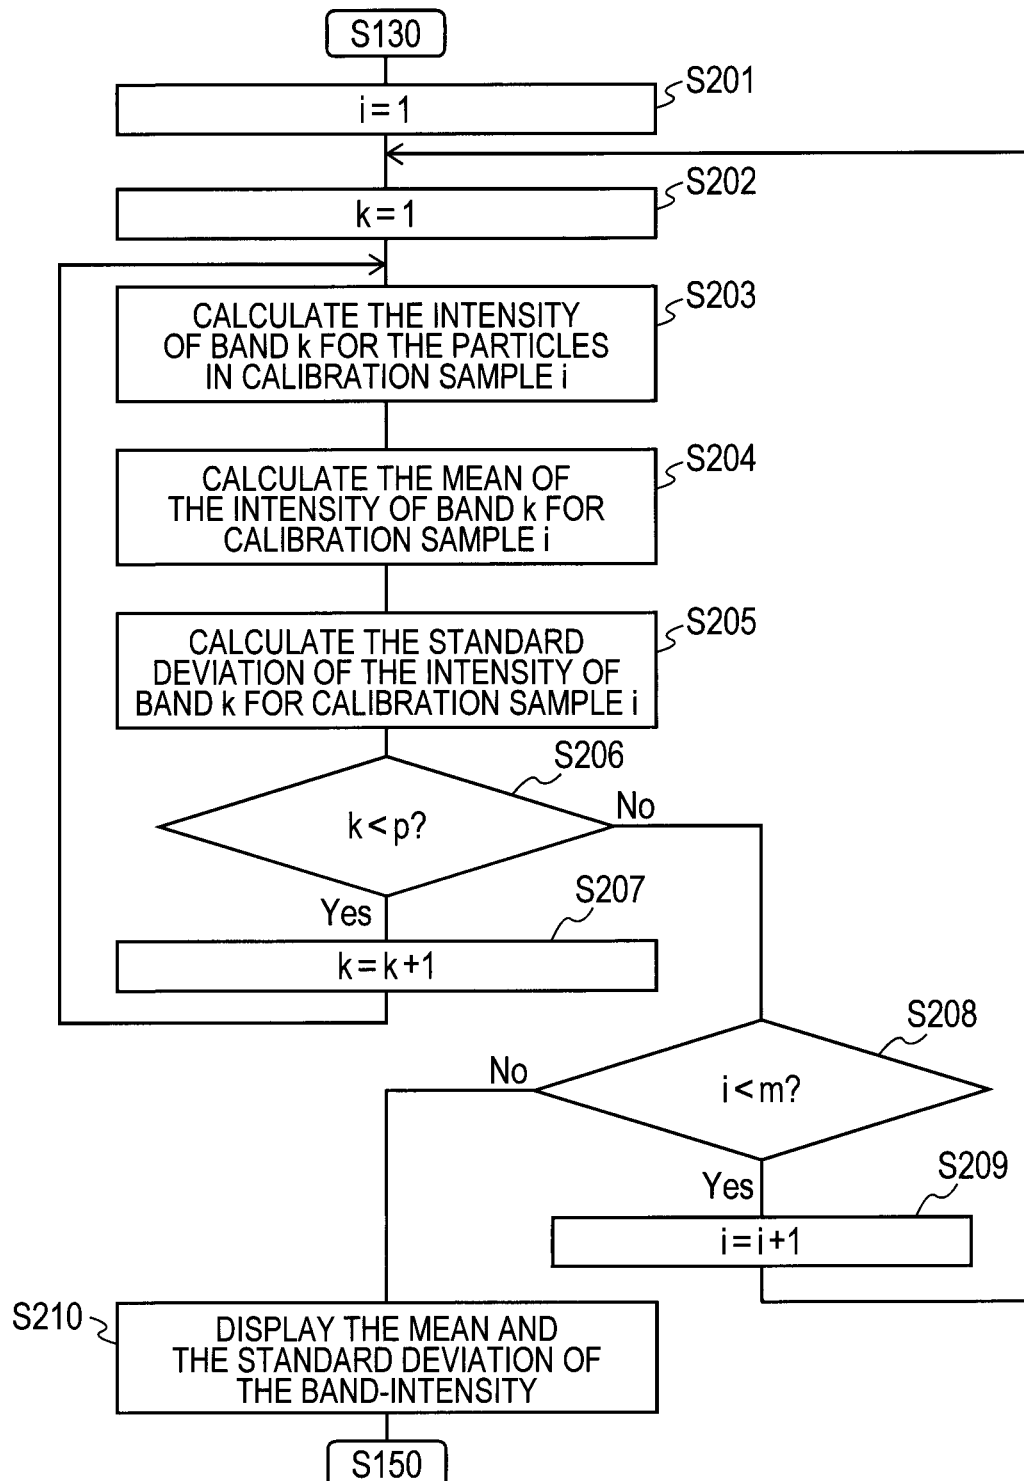 S130
S201
i=1
S202
k=1
S203
CALCULATE THE INTENSITY
OF BAND k FOR THE PARTICLES
IN CALIBRATION SAMPLE i
S204
CALCULATE THE MEAN OF
THE INTENSITY OF BAND k FOR
CALIBRATION SAMPLE i
S205
CALCULATE THE STANDARD
DEVIATION OF THE INTENSITY OF
BAND k FOR CALIBRATION SAMPLE i
S206
k<p?
No
Yes
S207
k=k+1
S208
i<m?
No
Yes
S209
i=i+1
S210
DISPLAY THE MEAN AND
THE STANDARD DEVIATION OF
THE BAND-INTENSITY
S150